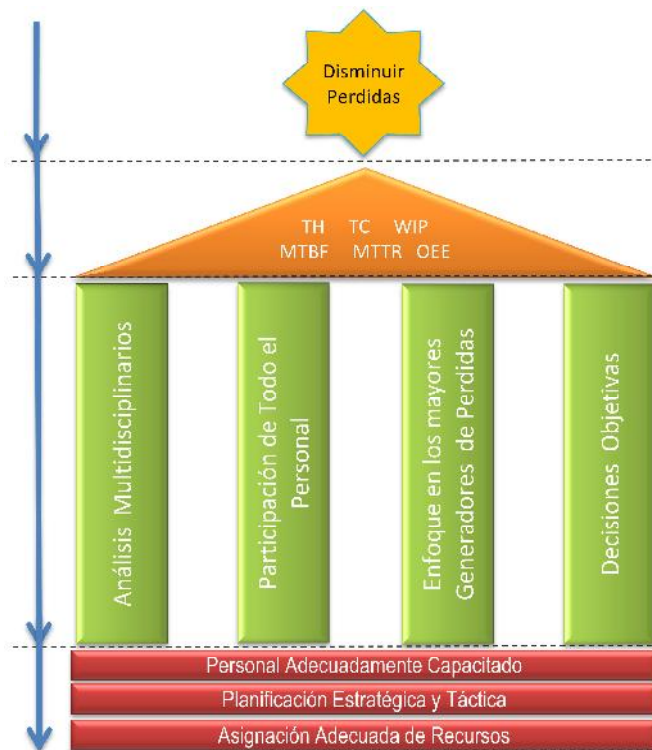 Disminuir
Perdidas
TH TC WIP
MTBF MTTR OEE
Análisis Multidisciplinarios
Participación de Todo el
Personal
Enfoque en los mayores
Generadores de Perdidas
Decisiones Objetivas
Personal Adecuadamente Capacitado
Planificación Estratégica y Táctica
Asignación Adecuada de Recursos